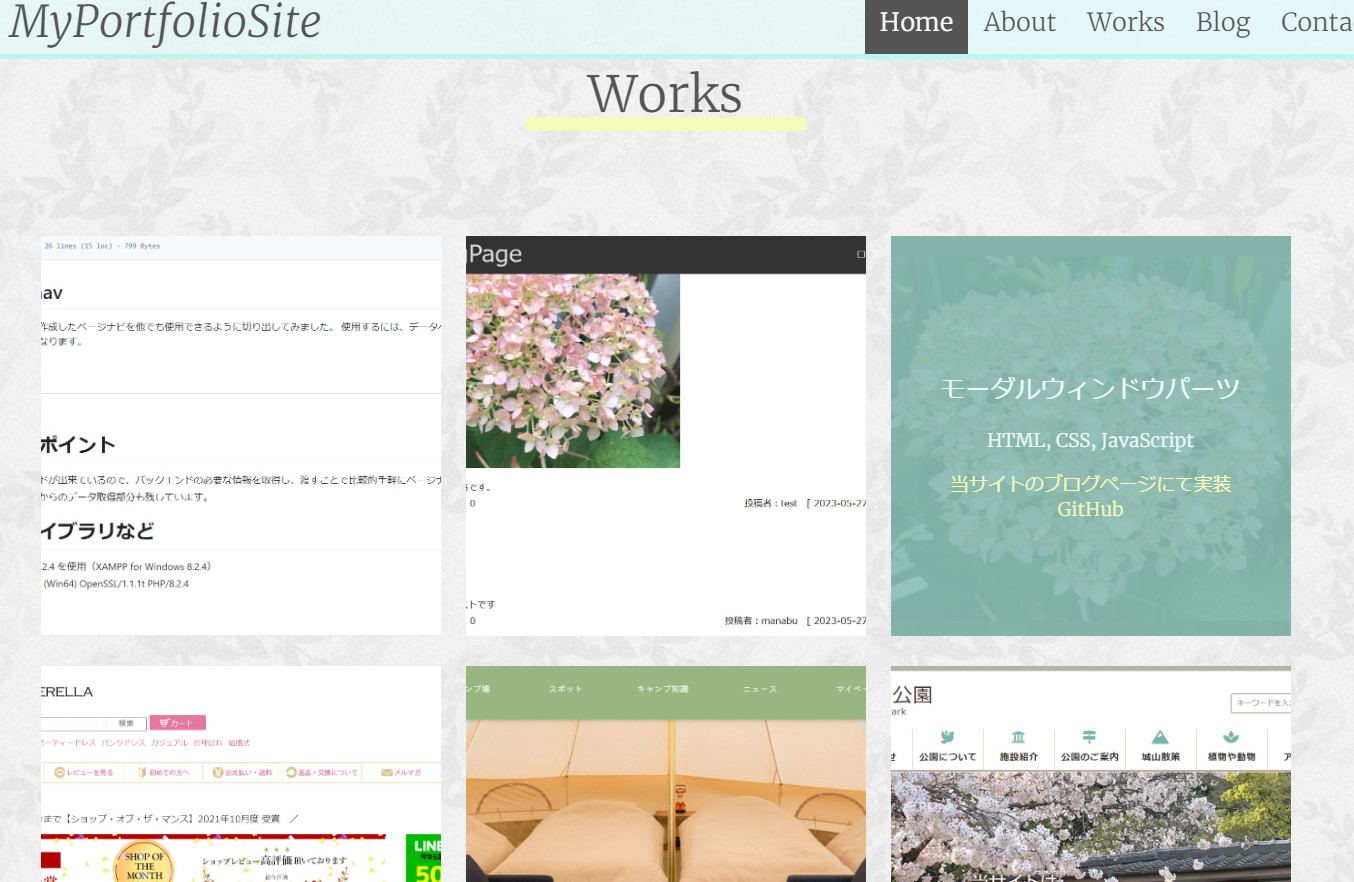 MyPortfolioSite
Home About Works Blog Conta
Works
26 lines (15 loc) · 799 Bytes
av
作成したページナビを他でも使用できるように切り出してみました。 使用するには、データベ
なります。
ポイント
ドが出来ているので、バックエンドの必要な情報を取得し、渡すことで比較的手軽にページナ
からのデータ取得部分も残しています。
イブラリなど
2.4 を使用（XAMPP for Windows 8.2.4）
(Win64) OpenSSL/1.1.1t PHP/8.2.4
Page
です。
0 投稿者：test [ 2023-05-27
ストです
0 投稿者：manabu [ 2023-05-27
モーダルウィンドウパーツ
HTML, CSS, JavaScript
当サイトのブログページにて実装
GitHub
ERELLA
検索 カート
パーティードレス パンツドレス カジュアル お呼ばれ 結婚式
レビューを見る 初めての方へ お支払い・送料 返品・交換について メルマガ
まで【ショップ・オブ・ザ・マンス】2021年10月度 受賞 ／
SHOP OF
THE
MONTH
ショップレビュー高評価頂いております
総合評価
LINE
50
ンプ場 スポット キャンプ知識 ニュース マイペー
公園
ark
キーワードを入
せ 公園について 施設紹介 公園のご案内 城山散策 植物や動物 ア
当サイトは